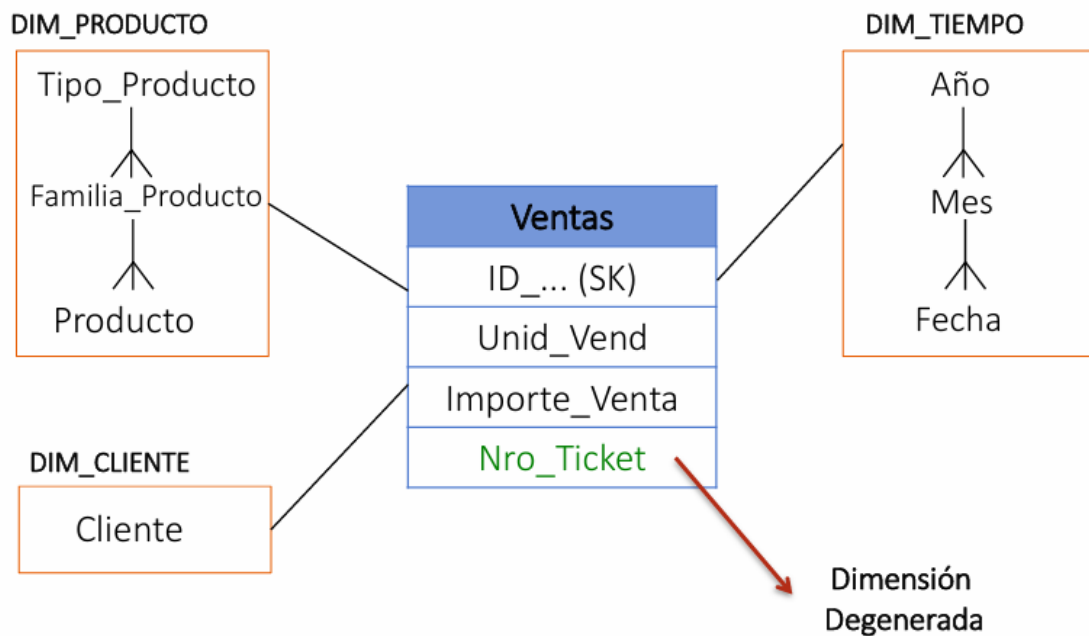 DIM_PRODUCTO
Tipo_Producto
Familia_Producto
Producto
DIM_CLIENTE
Cliente
Ventas
ID_... (SK)
Unid_Vend
Importe_Venta
Nro_Ticket
DIM_TIEMPO
Año
Mes
Fecha
Dimensión
Degenerada